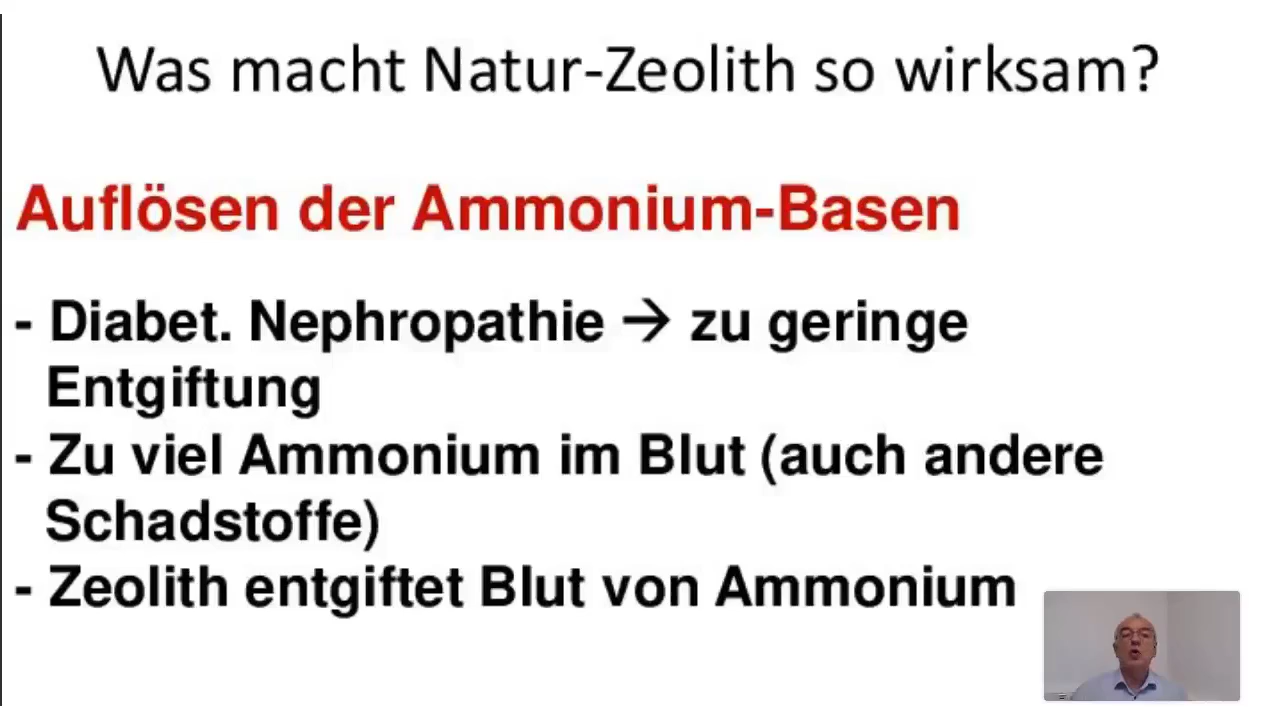 Was macht Natur-Zeolith so wirksam?
Auflösen der Ammonium-Basen
- Diabet. Nephropathie → zu geringe
Entgiftung
- Zu viel Ammonium im Blut (auch andere
Schadstoffe)
- Zeolith entgiftet Blut von Ammonium